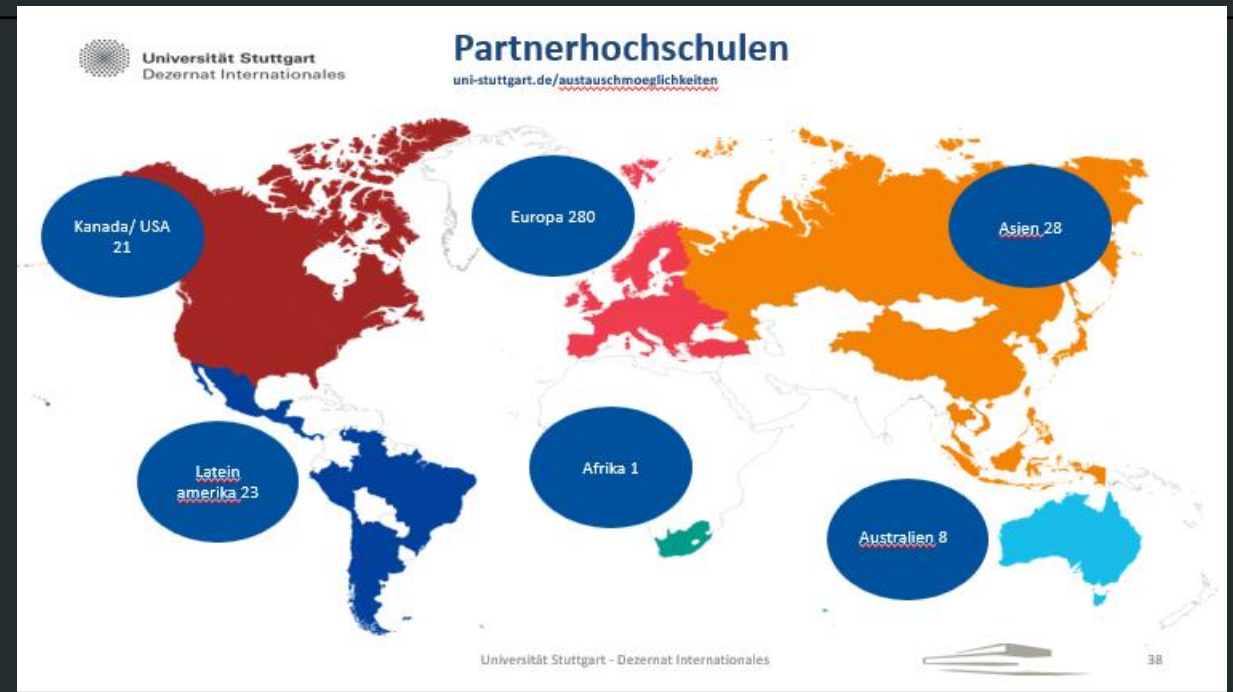 Universität Stuttgart
Dezernat Internationales
Partnerhochschulen
uni-stuttgart.de/austauschmoeglichkeiten
Kanada/ USA
21
Europa 280
Asien 28
Latein
amerika 23
Afrika 1
Australien 8
Universität Stuttgart - Dezernat Internationales
38